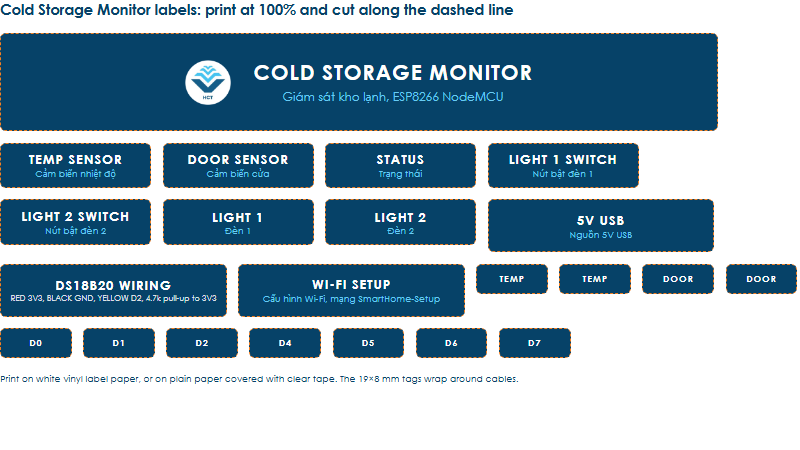 Cold Storage Monitor labels: print at 100% and cut along the dashed line
HCT
COLD STORAGE MONITOR
Giám sát kho lạnh, ESP8266 NodeMCU
TEMP SENSOR
Cảm biến nhiệt độ
DOOR SENSOR
Cảm biến cửa
STATUS
Trạng thái
LIGHT 1 SWITCH
Nút bật đèn 1
LIGHT 2 SWITCH
Nút bật đèn 2
LIGHT 1
Đèn 1
LIGHT 2
Đèn 2
5V USB
Nguồn 5V USB
DS18B20 WIRING
RED 3V3, BLACK GND, YELLOW D2, 4.7k pull-up to 3V3
WI-FI SETUP
Cấu hình Wi-Fi, mạng SmartHome-Setup
TEMP
TEMP
DOOR
DOOR
D0
D1
D2
D4
D5
D6
D7
Print on white vinyl label paper, or on plain paper covered with clear tape. The 19×8 mm tags wrap around cables.